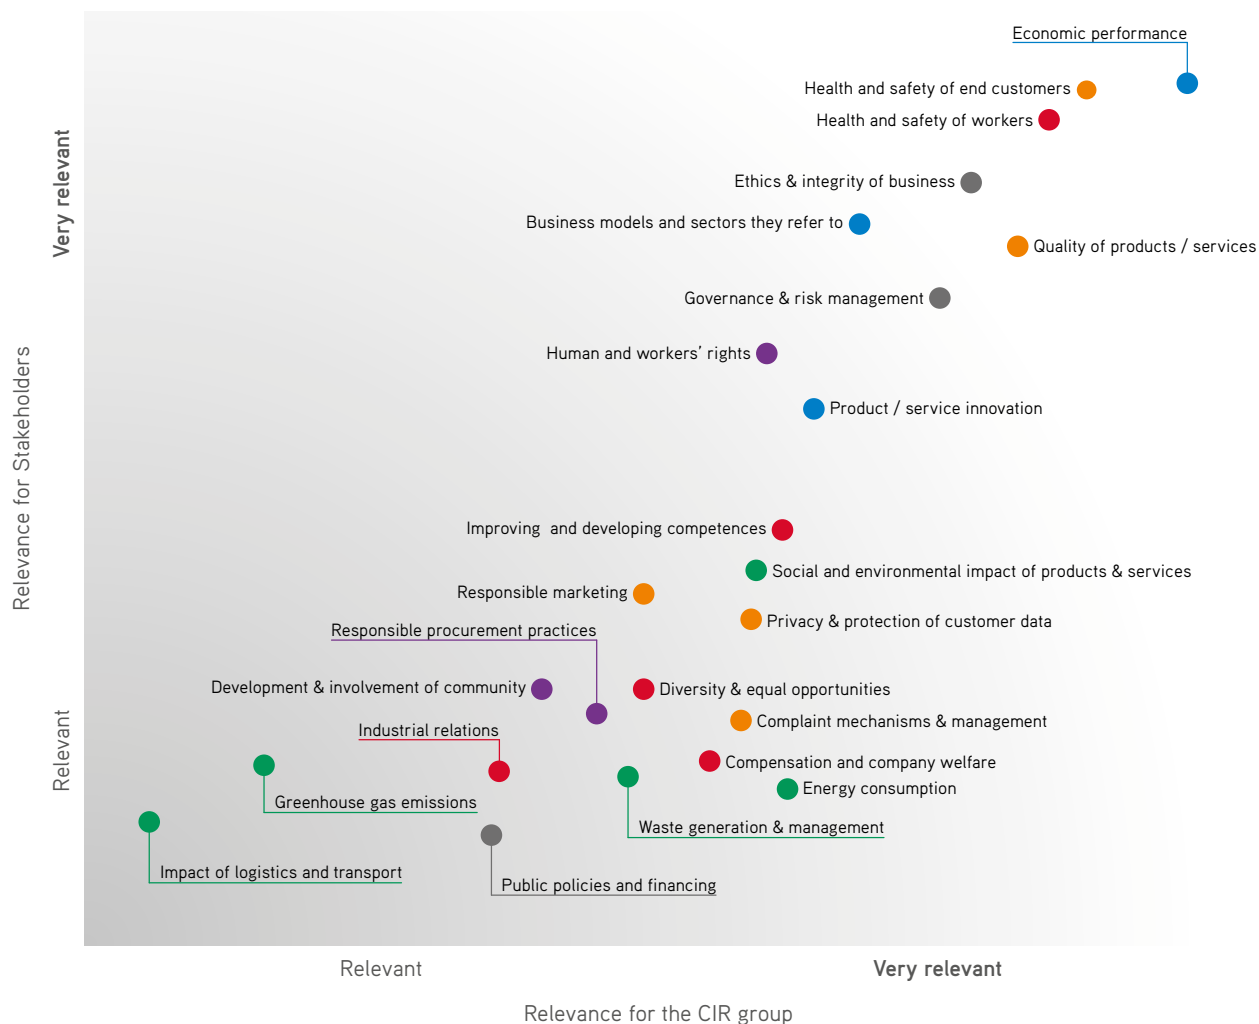 Economic performance
Health and safety of end customers
Health and safety of workers
Ethics & integrity of business
Business models and sectors they refer to
Quality of products / services
Governance & risk management
Human and workers’ rights
Product / service innovation
Improving and developing competences
Social and environmental impact of products & services
Responsible marketing
Privacy & protection of customer data
Responsible procurement practices
Development & involvement of community
Diversity & equal opportunities
Complaint mechanisms & management
Industrial relations
Compensation and company welfare
Energy consumption
Greenhouse gas emissions
Waste generation & management
Impact of logistics and transport
Public policies and financing
Very relevant
Relevance for Stakeholders
Relevant
Relevant
Very relevant
Relevance for the CIR group